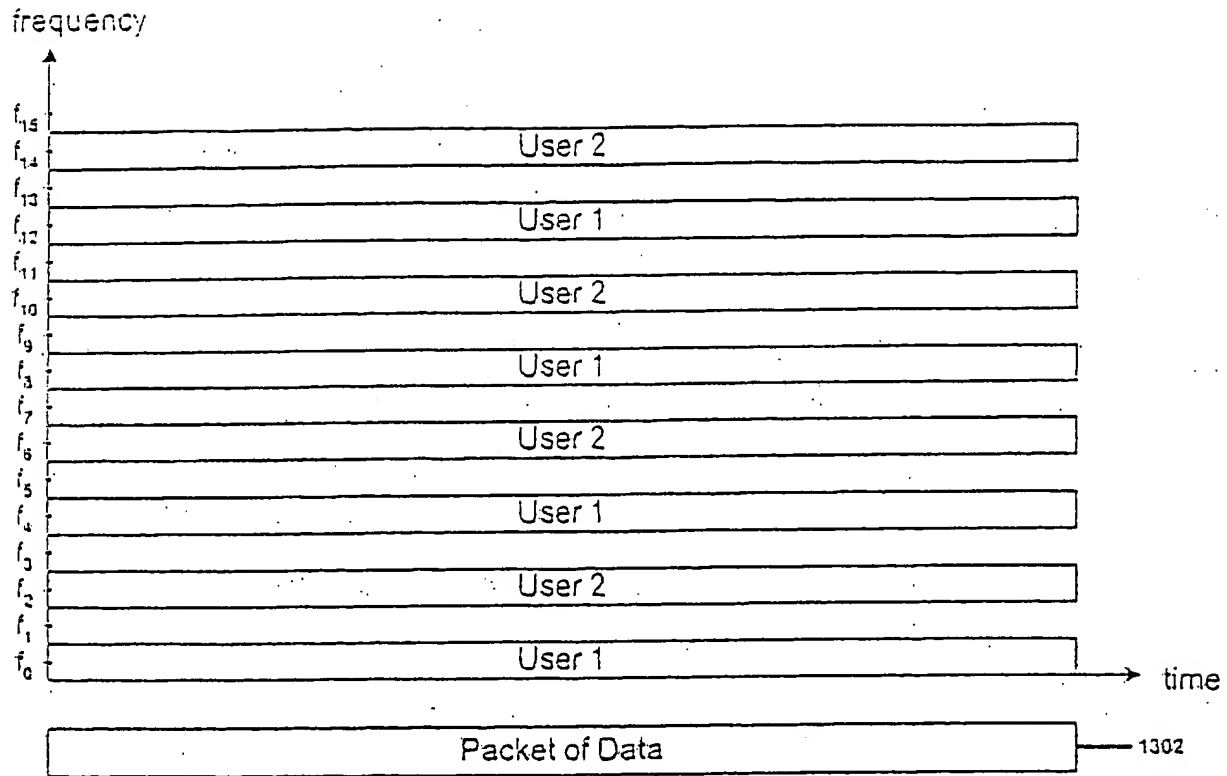 frequency
f15
f14
User 2
f13
f12
User 1
f11
f10
User 2
f9
f8
User 1
f7
f6
User 2
f5
f4
User 1
f3
f2
User 2
f1
f0
User 1
time
Packet of Data
1302